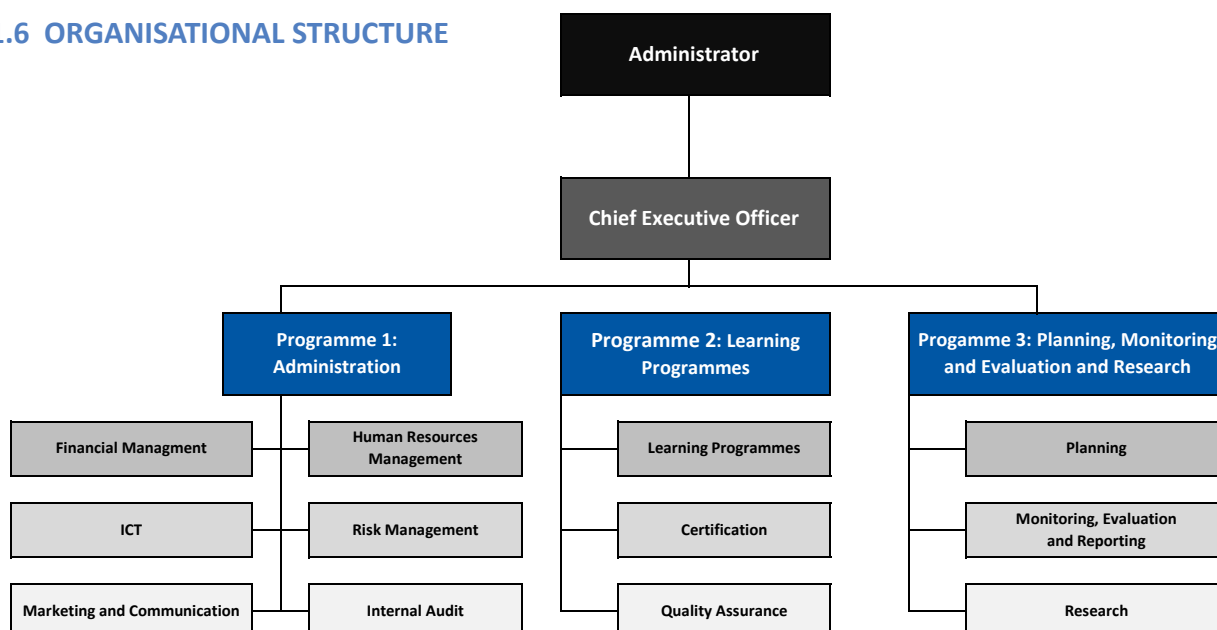 .6 ORGANISATIONAL STRUCTURE
Administrator
Chief Executive Officer
Programme 1:
Administration
Programme 2: Learning
Programmes
Progamme 3: Planning, Monitoring
and Evaluation and Research
Financial Managment
Human Resources
Management
Learning Programmes
Planning
ICT
Risk Management
Certification
Monitoring, Evaluation
and Reporting
Marketing and Communication
Internal Audit
Quality Assurance
Research